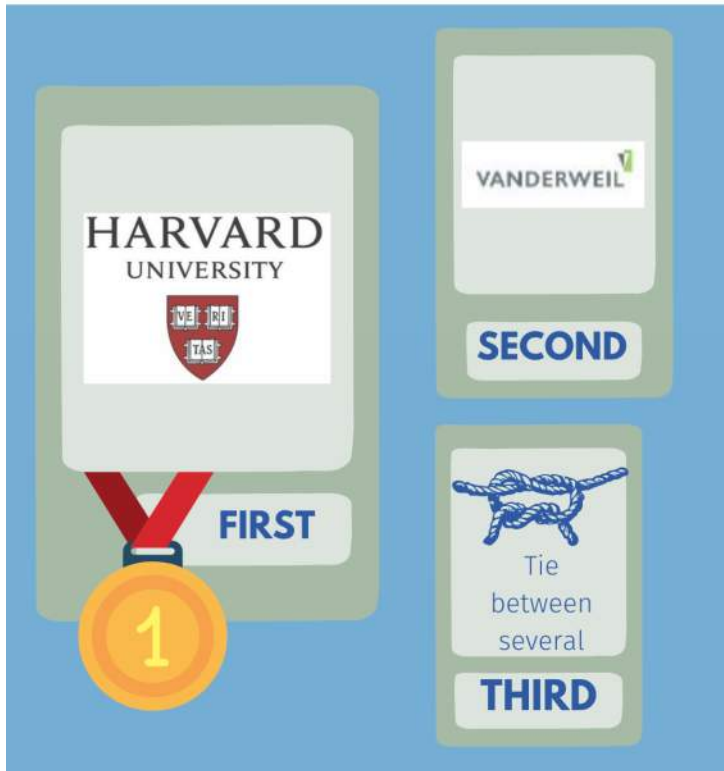 HARVARD
UNIVERSITY
VE RI
TAS
FIRST
1
VANDERWEIL
SECOND
Tie
between
several
THIRD